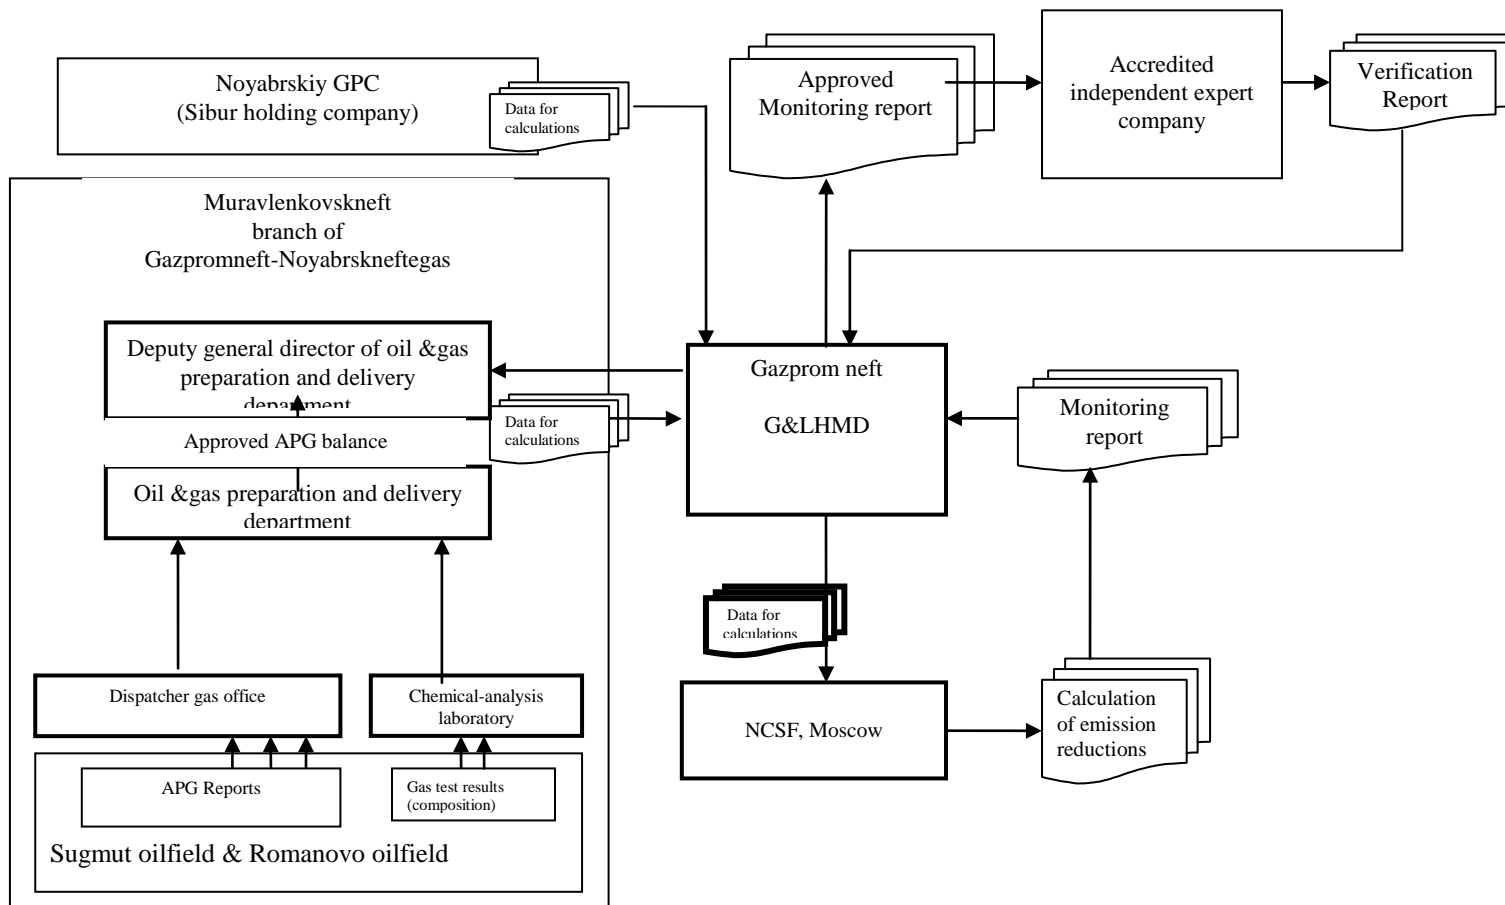 Noyabrskiy GPC
(Sibur holding company)
Data for
calculations
Approved
Monitoring report
Accredited
independent expert
company
Verification
Report
Muravlenkovskneft
branch of
Gazpromneft-Noyabrskneftegas
Deputy general director of oil &gas
preparation and delivery
department
Data for
calculations
Approved APG balance
Oil &gas preparation and delivery
department
Gazprom neft
G&LHMD
Monitoring
report
Data for
calculations
Dispatcher gas office
Chemical-analysis
laboratory
NCSF, Moscow
Calculation
of emission
reductions
APG Reports
Gas test results
(composition)
Sugmut oilfield & Romanovo oilfield